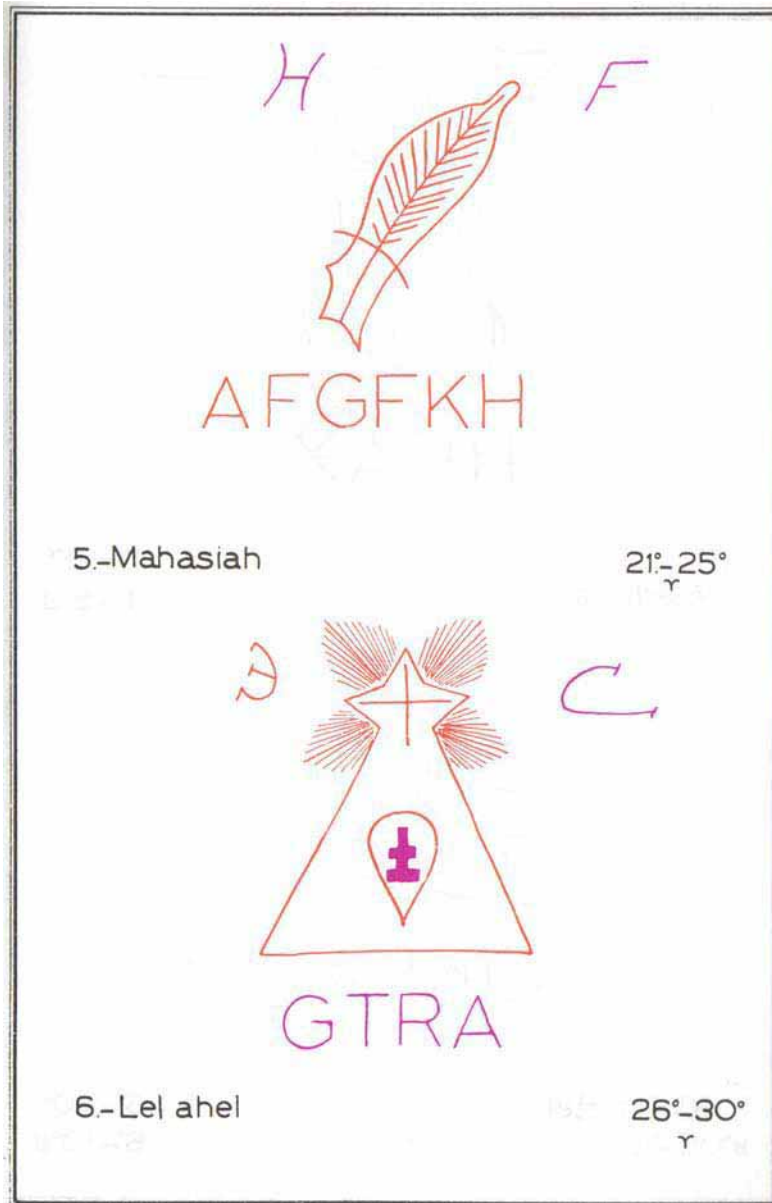 H F
AFGFKH
5.-Mahasiah 21°-25°
♈
C
GTRA
6.-Lel ahel 26°-30°
♈